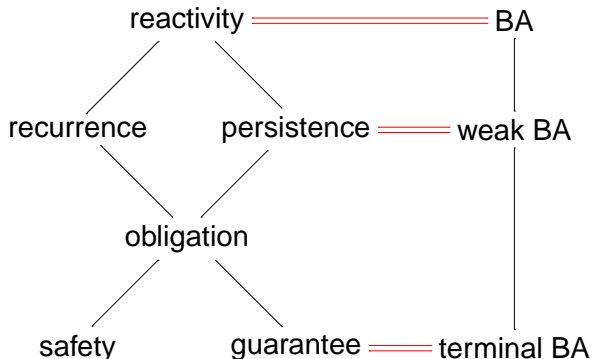 reactivity BA
recurrence persistence weak BA
obligation
safety guarantee terminal BA